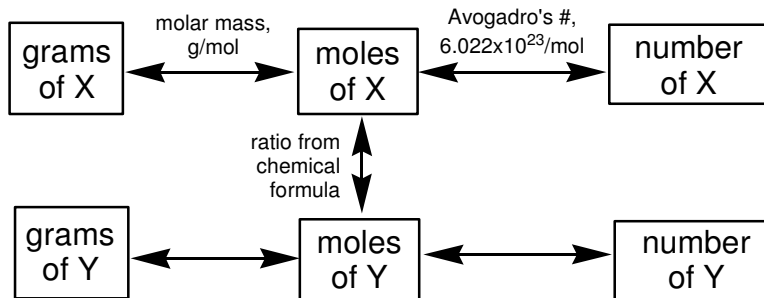 grams
of X
molar mass,
g/mol
moles
of X
Avogadro's #,
6.022x10²³/mol
number
of X
ratio from
chemical
formula
grams
of Y
moles
of Y
number
of Y